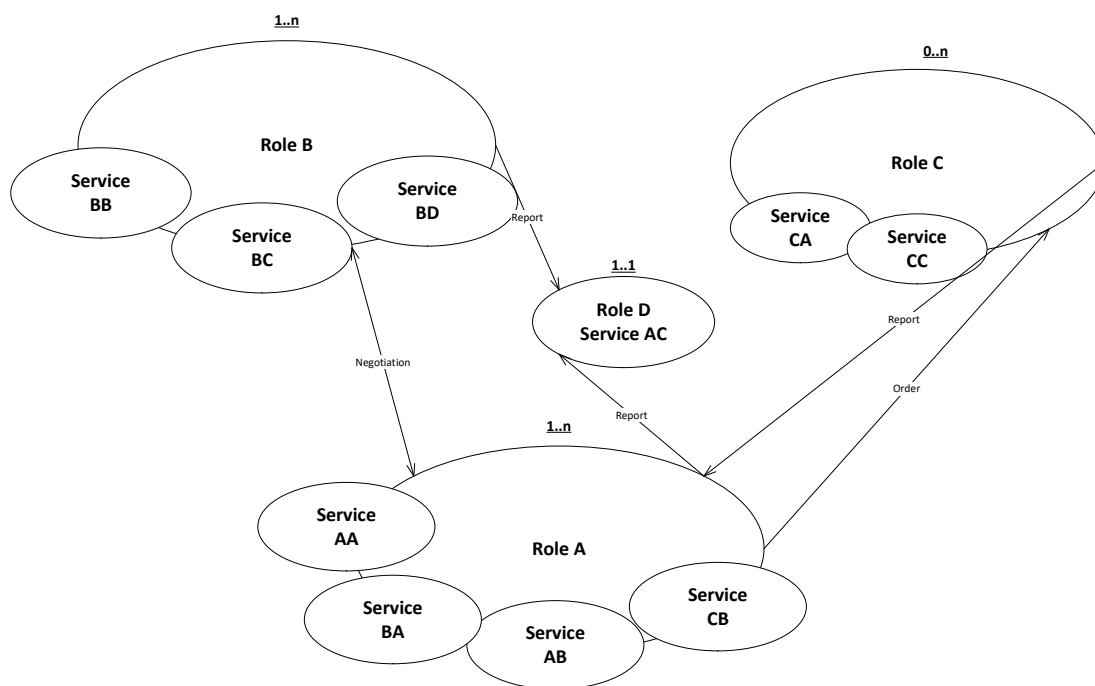 1..n
0..n
Role B
Role C
Service
BB
Service
BC
Service
BD
Service
CA
Service
CC
Report
1..1
Role D
Service AC
Negotiation
Report
Order
Report
1..n
Service
AA
Role A
Service
BA
Service
AB
Service
CB